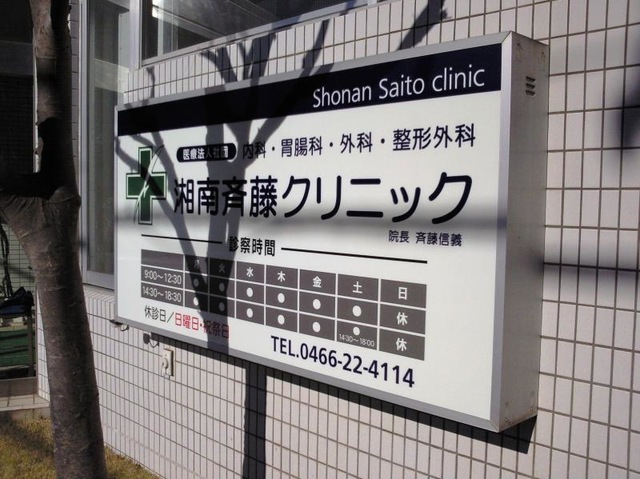 Shonan Saito clinic
医療法人社団 内科・胃腸科・外科・整形外科
湘南斉藤クリニック
院長 斉藤信義
診察時間
月 火 水 木 金 土 日
9:00〜12:30 ● ● ● ● ● ● 休
14:30〜18:30 ● ● ● ● ● ● 休
14:30〜18:00
休診日/日曜日・祝祭日
TEL.0466-22-4114